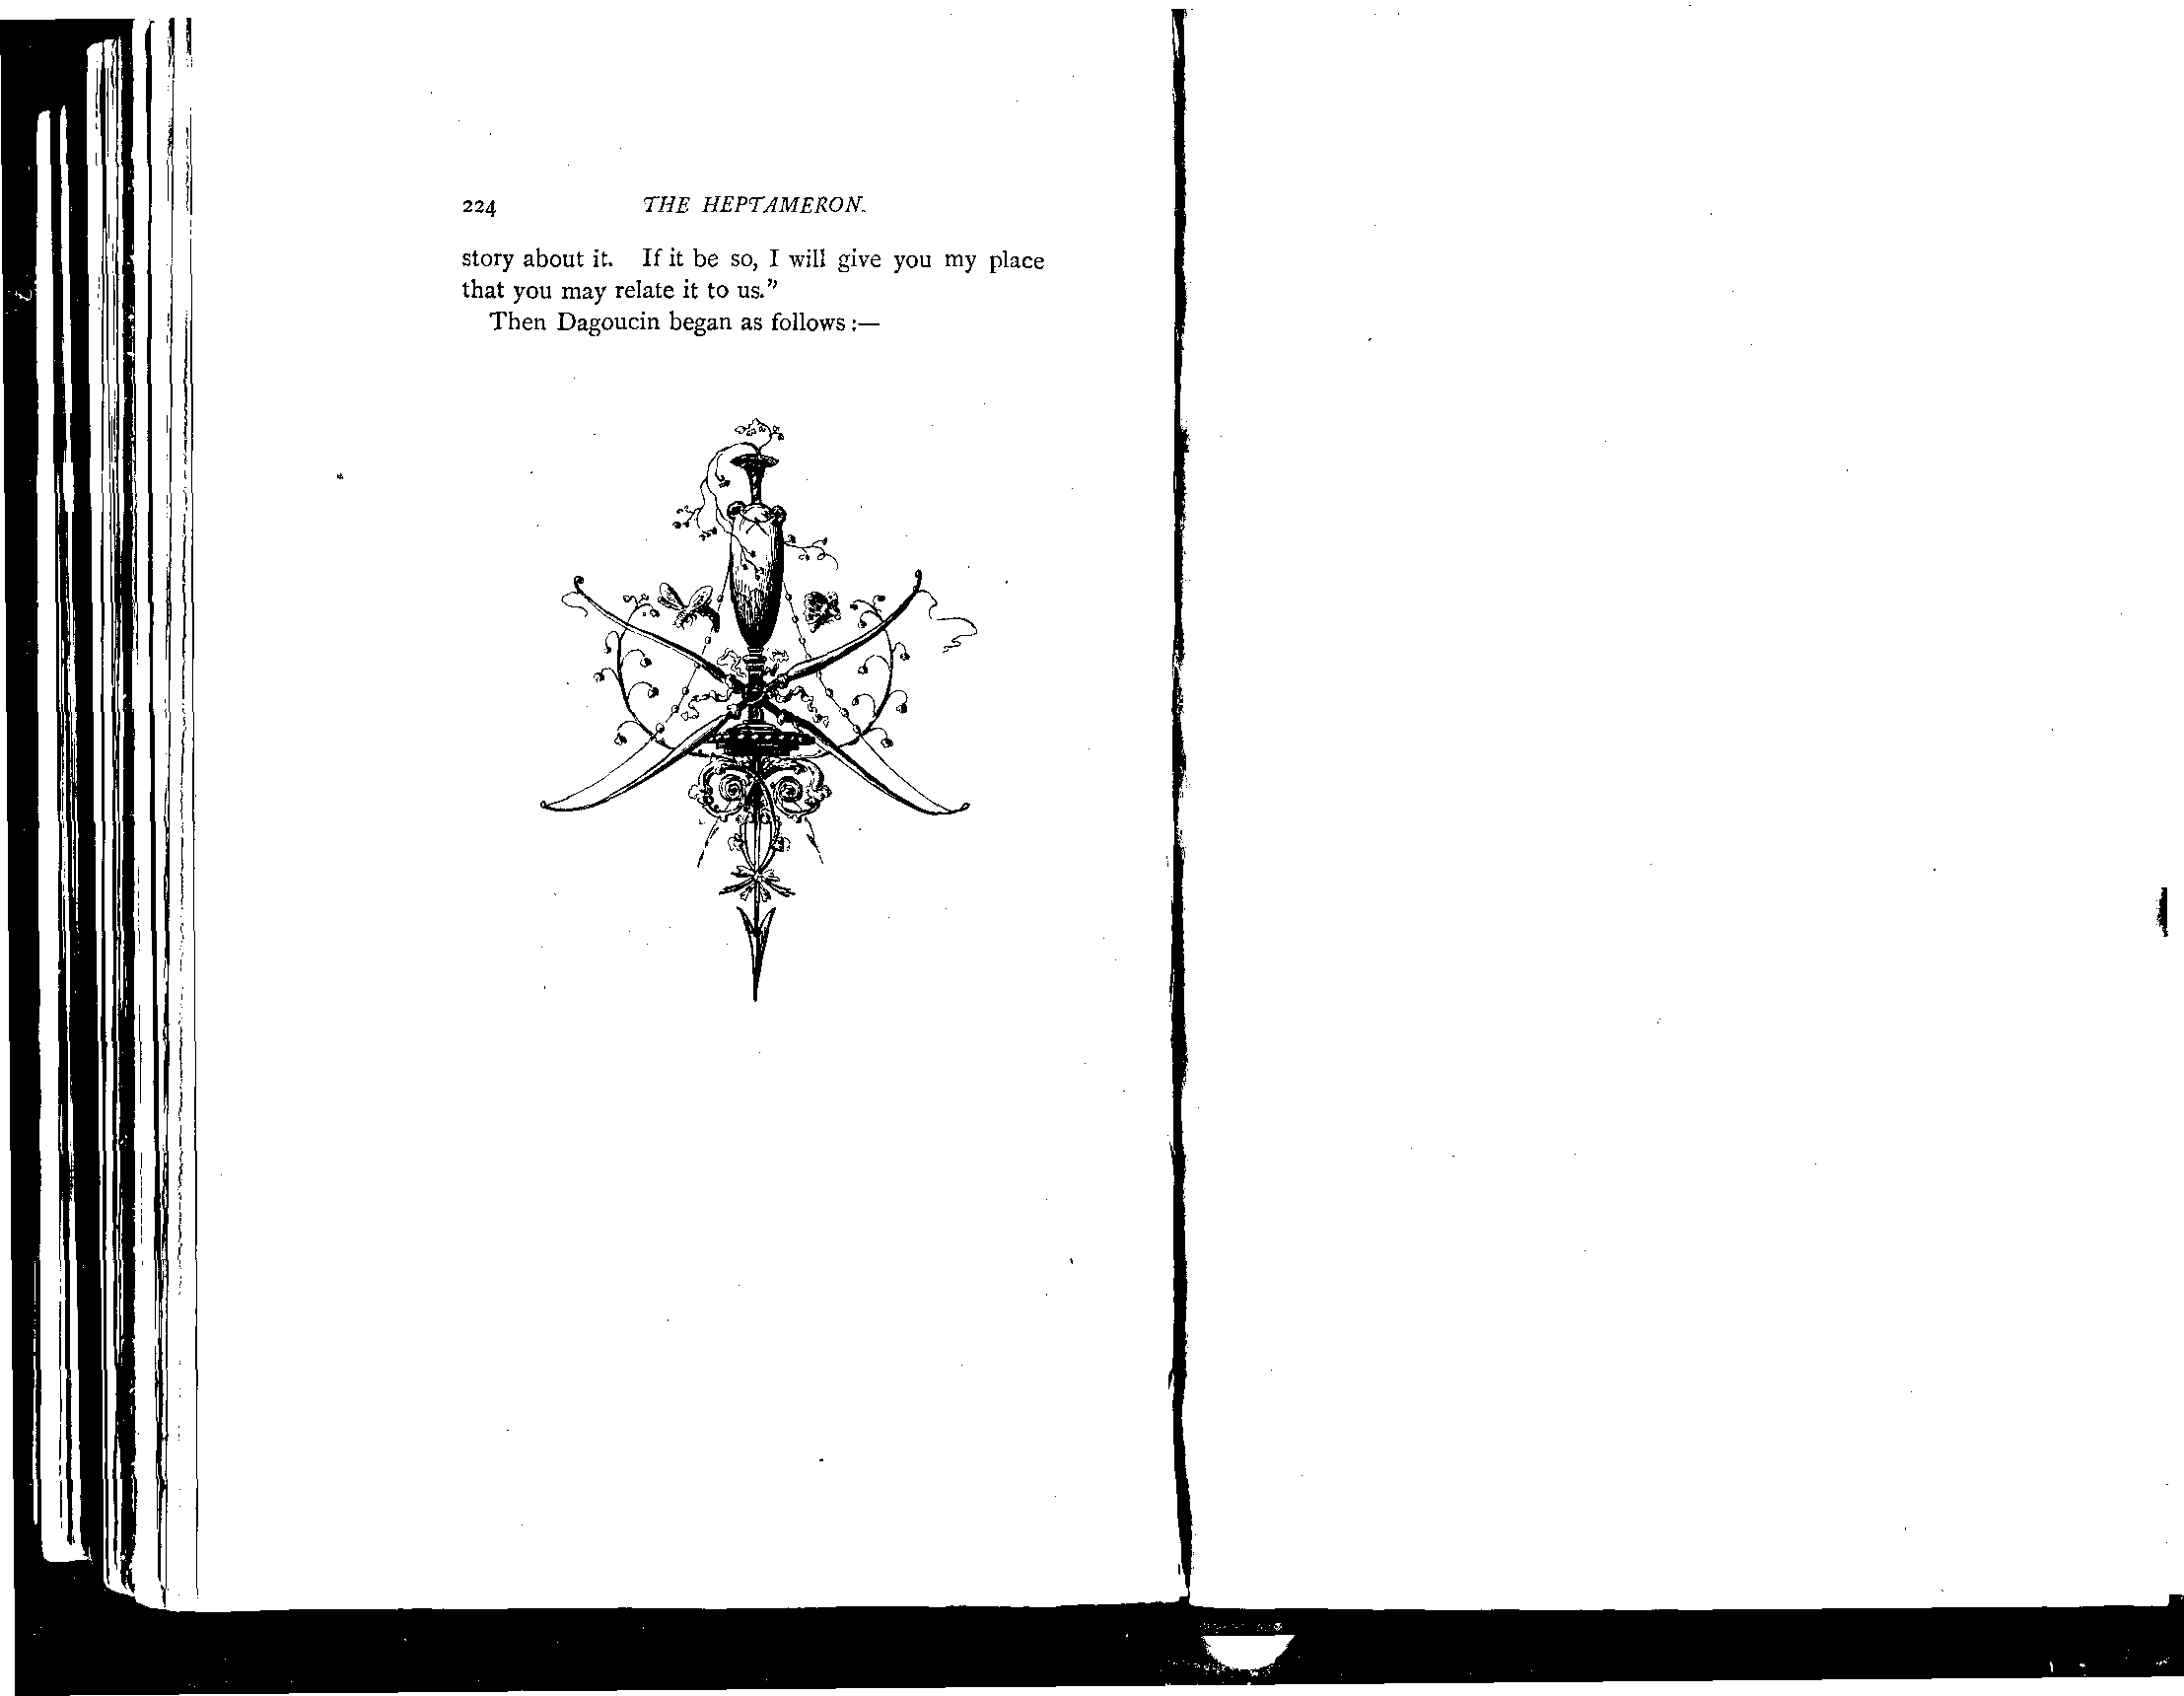 224 THE HEPTAMERON.
story about it. If it be so, I will give you my place
that you may relate it to us.”
Then Dagoucin began as follows :—